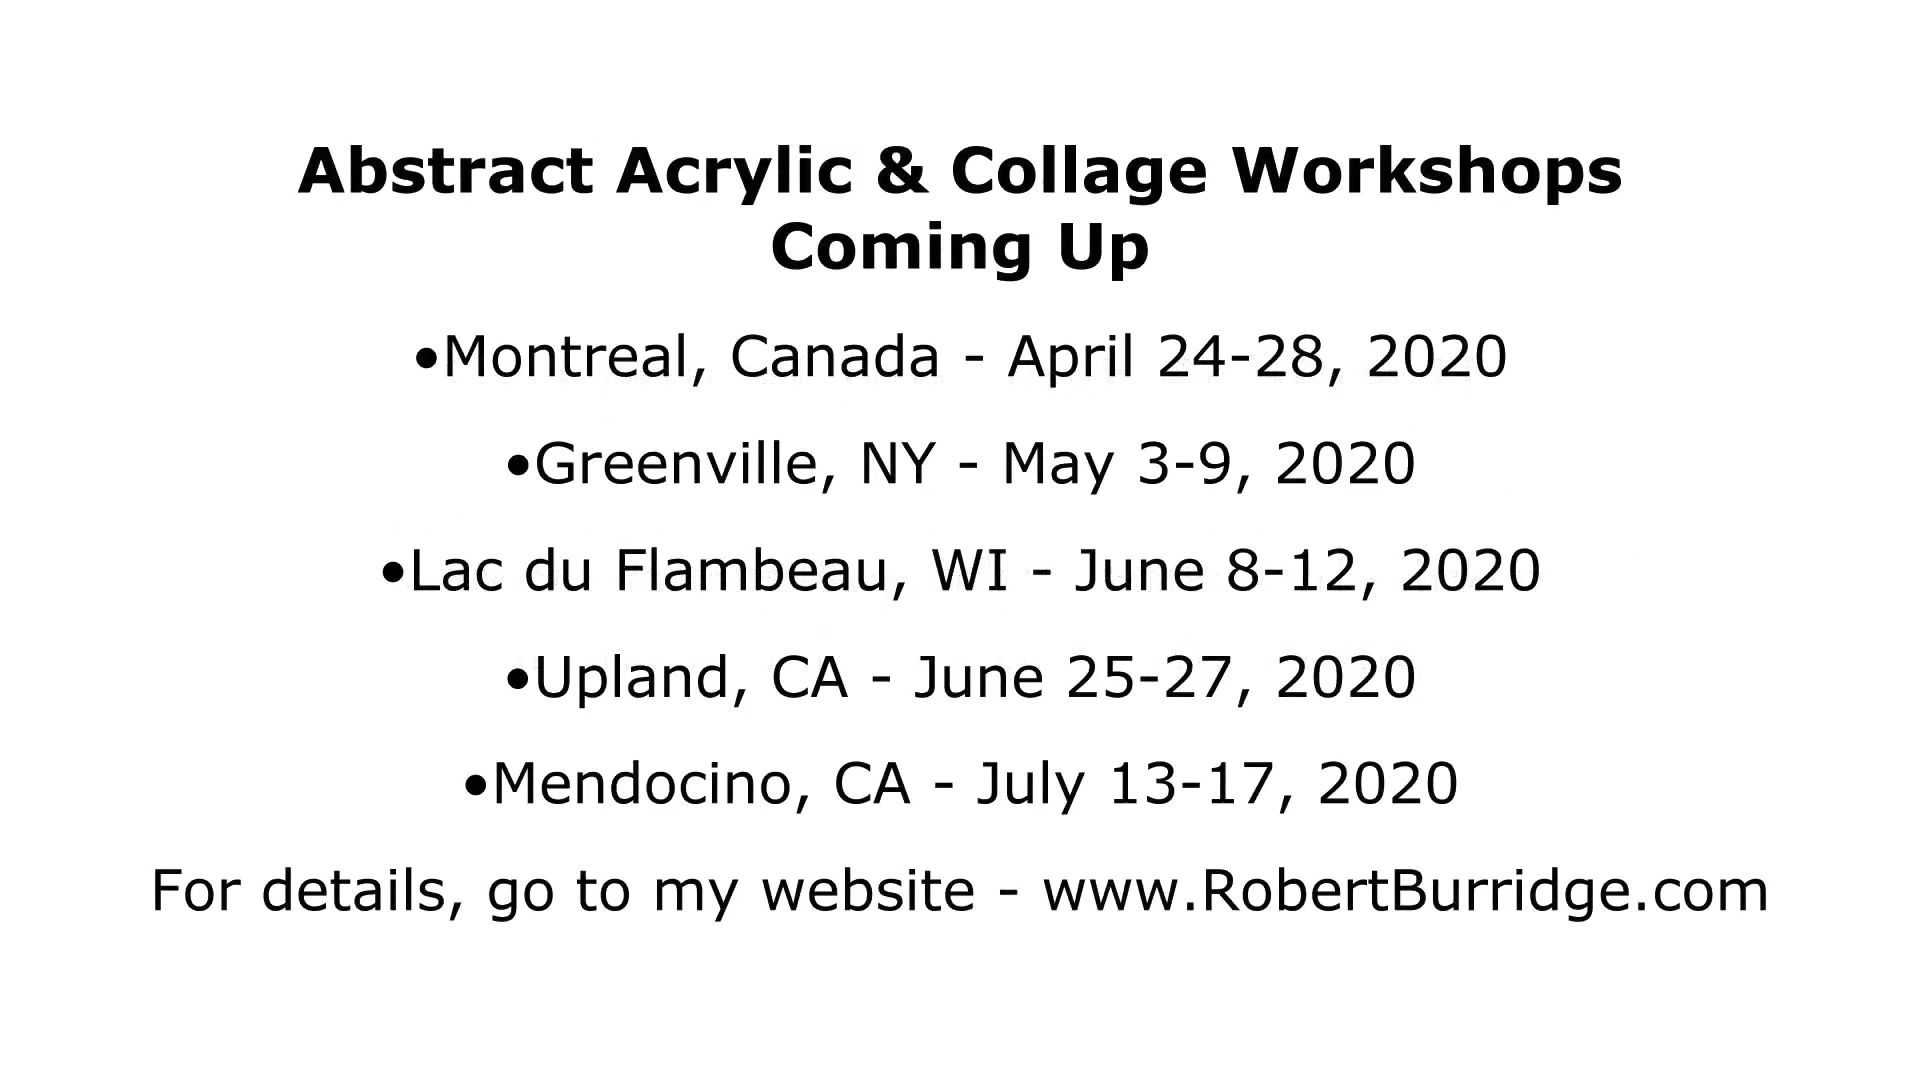 Abstract Acrylic & Collage Workshops
Coming Up
•Montreal, Canada - April 24-28, 2020
•Greenville, NY - May 3-9, 2020
•Lac du Flambeau, WI - June 8-12, 2020
•Upland, CA - June 25-27, 2020
•Mendocino, CA - July 13-17, 2020
For details, go to my website - www.RobertBurridge.com